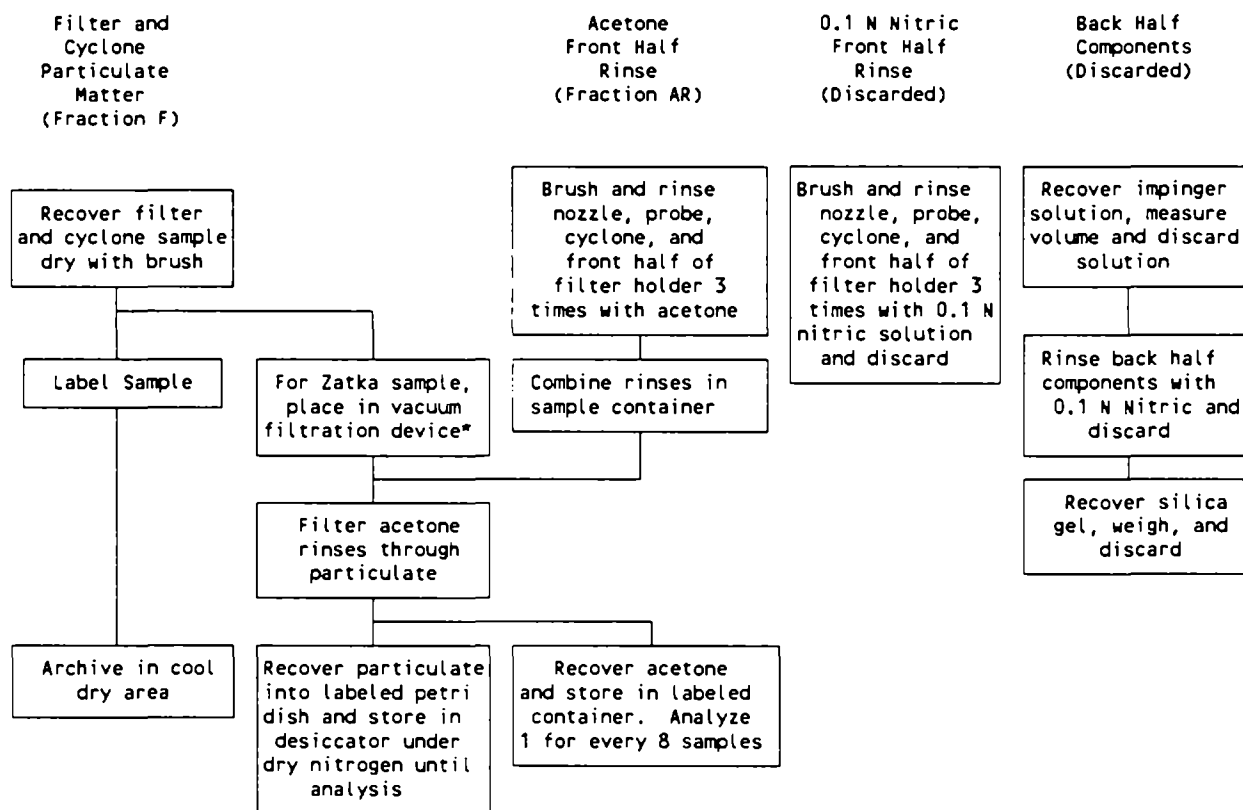 Filter and
Cyclone
Particulate
Matter
(Fraction F)
Acetone
Front Half
Rinse
(Fraction AR)
0.1 N Nitric
Front Half
Rinse
(Discarded)
Back Half
Components
(Discarded)
Recover filter
and cyclone sample
dry with brush
Brush and rinse
nozzle, probe,
cyclone, and
front half of
filter holder 3
times with acetone
Brush and rinse
nozzle, probe,
cyclone, and
front half of
filter holder 3
times with 0.1 N
nitric solution
and discard
Recover impinger
solution, measure
volume and discard
solution
Label Sample
For Zatka sample,
place in vacuum
filtration device*
Combine rinses in
sample container
Rinse back half
components with
0.1 N Nitric and
discard
Filter acetone
rinses through
particulate
Recover silica
gel, weigh, and
discard
Archive in cool
dry area
Recover particulate
into labeled petri
dish and store in
desiccator under
dry nitrogen until
analysis
Recover acetone
and store in labeled
container. Analyze
1 for every 8 samples